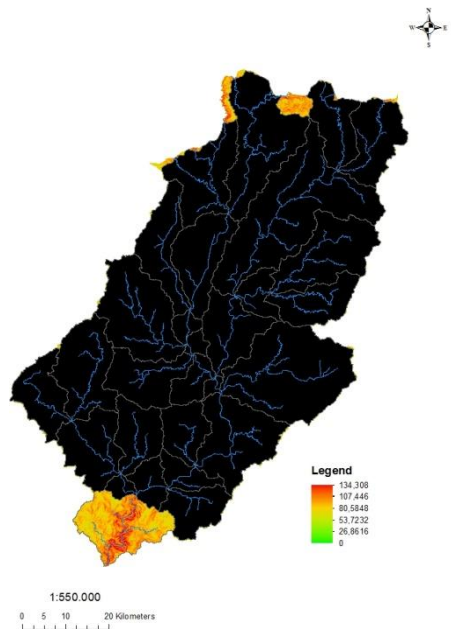 N
W E
S
Legend
134,308
107,446
80,5848
53,7232
26,8616
0
1:550.000
0 5 10 20 Kilometers